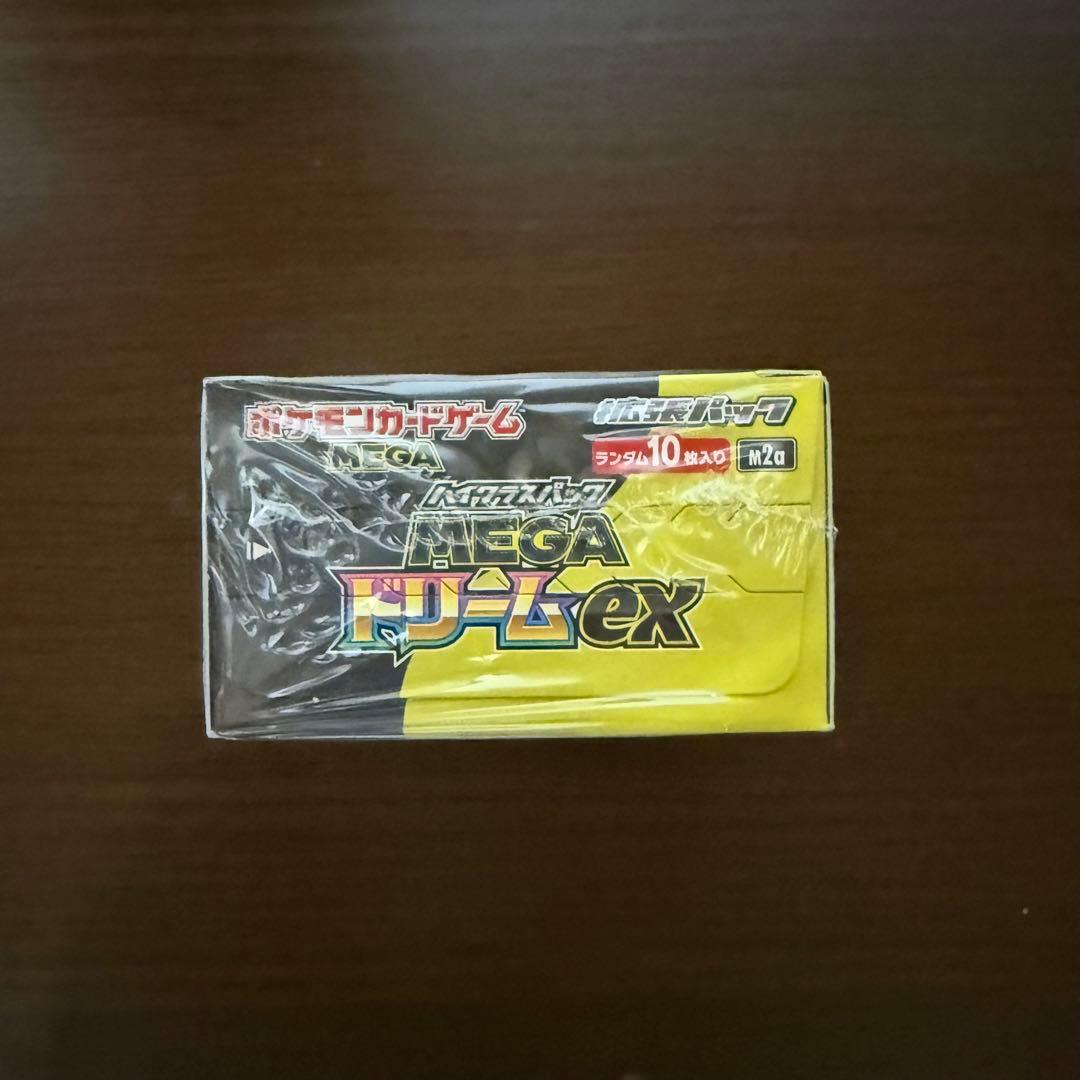 ポケモンカードゲーム
MEGA
拡張パック
ランダム10枚入り
M2a
ハイクラスパック
MEGA
ドリームex